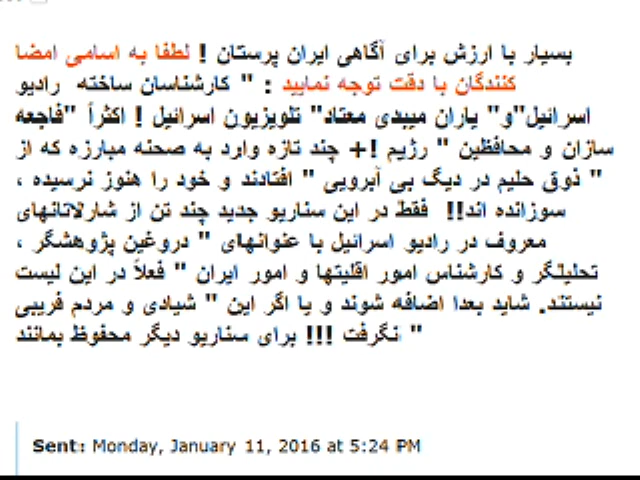 بسیار با ارزش برای آگاهی ایران پرستان ! لطفا به اسامی امضا
کنندگان با دقت توجه نمایید : " کارشناسان ساخته رادیو
اسرائیل"و" یاران میبدی معتاد" تلویزیون اسرائیل ! اکثراً "فاجعه
سازان و محافظین " رژیم !+ چند تازه وارد به صحنه مبارزه که از
" ذوق حلیم در دیگ بی آبرویی " افتادند و خود را هنوز نرسیده ،
سوزانده اند!! فقط در این سناریو جدید چند تن از شارلاتانهای
معروف در رادیو اسرائیل با عنوانهای " دروغین پژوهشگر ،
تحلیلگر و کارشناس امور اقلیتها و امور ایران " فعلاً در این لیست
نیستند. شاید بعدا اضافه شوند و یا اگر این " شیادی و مردم فریبی
" نگرفت !!! برای سناریو دیگر محفوظ بمانند
Sent: Monday, January 11, 2016 at 5:24 PM